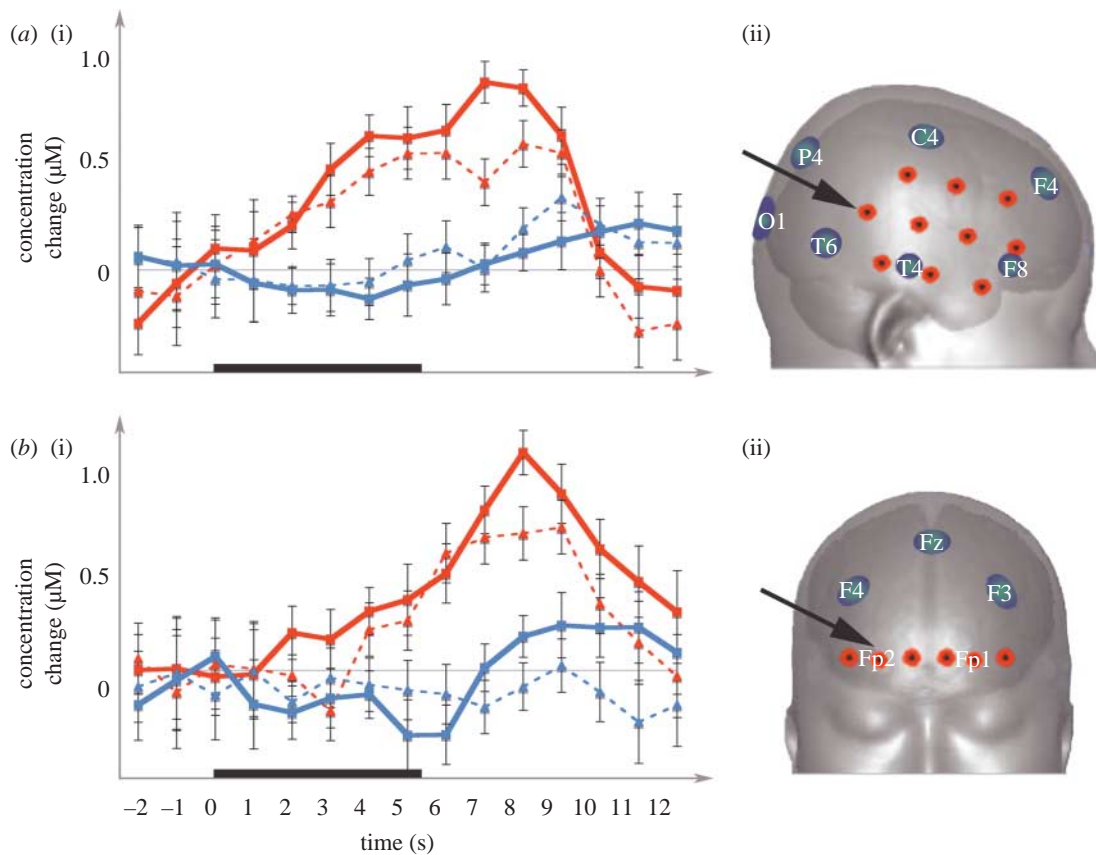 (a) (i)
(ii)
1.0
0.5
0
concentration
change (μM)
P4
C4
F4
O1
T6
T4
F8
(b) (i)
(ii)
1.0
0.5
0
concentration
change (μM)
Fz
F4
F3
Fp2
Fp1
–2 –1 0 1 2 3 4 5 6 7 8 9 10 11 12
time (s)